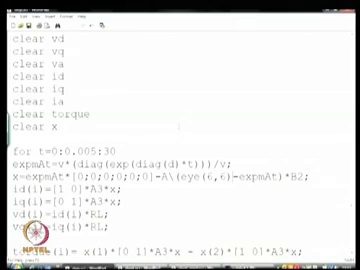 clear vd
clear vq
clear va
clear id
clear iq
clear ia
clear torque
clear x
for t=0:0.005:30
expmAt=v*(diag(exp(diag(d)*t)))/v;
x=expmAt*[0;0;0;0;0;0]-A\(eye(6,6)-expmAt)*B2;
id(i)=[1 0]*A3*x;
iq(i)=[0 1]*A3*x;
vd(i)=id(i)*RL;
iq(i)*RL;
(i)= x(1)*[0 1]*A3*x - x(2)*[1 0]*A3*x;
NPTEL